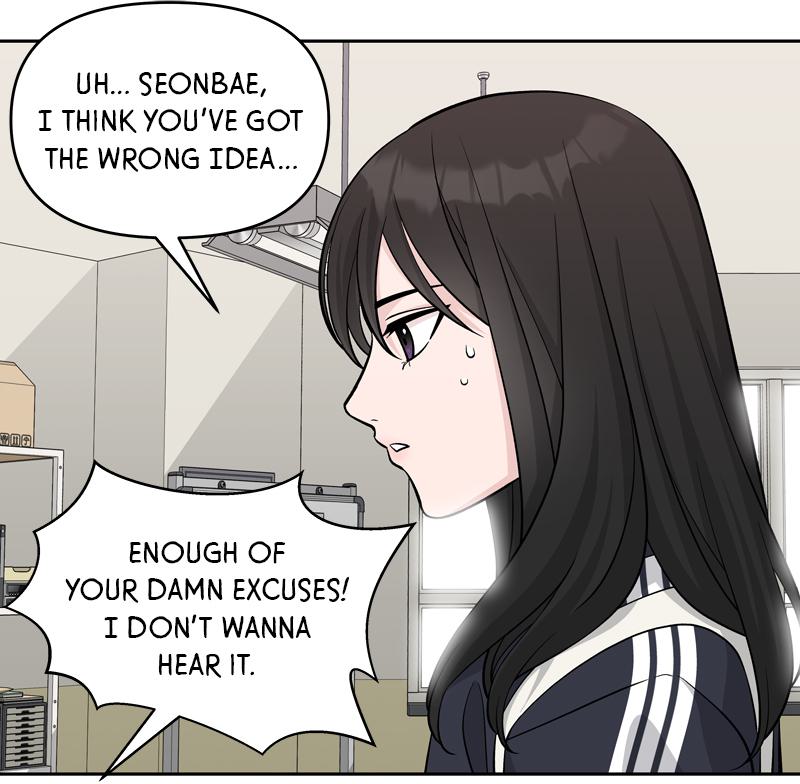 UH... SEONBAE,
I THINK YOU'VE GOT
THE WRONG IDEA...
ENOUGH OF
YOUR DAMN EXCUSES!
I DON'T WANNA
HEAR IT.